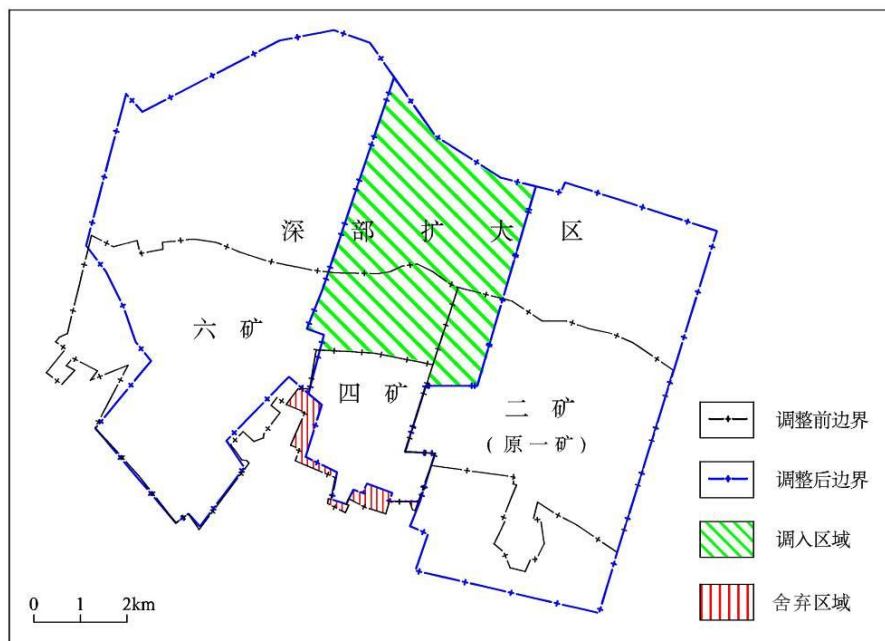 深部扩大区
六矿
四矿
二矿
(原一矿)
调整前边界
调整后边界
调入区域
舍弃区域
0 1 2km